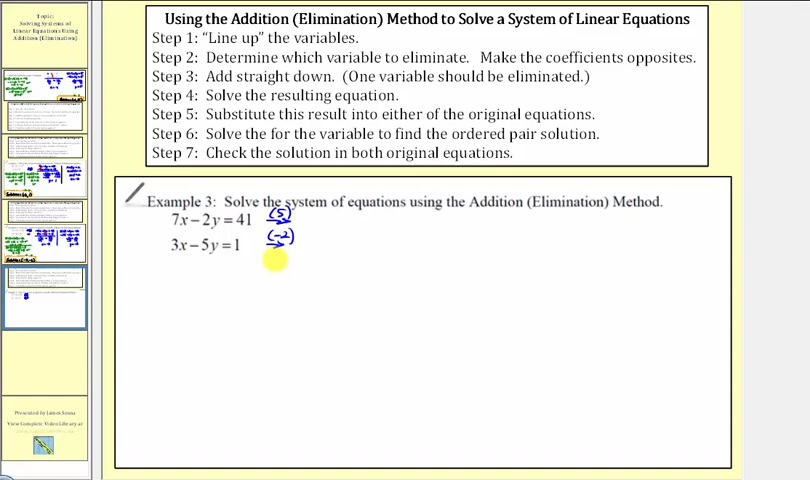 Topic:
Solving Systems of
Linear Equations Using
Addition (Elimination)
Presented by James Sousa
View Complete Video Library at
Using the Addition (Elimination) Method to Solve a System of Linear Equations
Step 1: “Line up” the variables.
Step 2: Determine which variable to eliminate. Make the coefficients opposites.
Step 3: Add straight down. (One variable should be eliminated.)
Step 4: Solve the resulting equation.
Step 5: Substitute this result into either of the original equations.
Step 6: Solve the for the variable to find the ordered pair solution.
Step 7: Check the solution in both original equations.
Example 3: Solve the system of equations using the Addition (Elimination) Method.
7x – 2y = 41 (5)
3x – 5y = 1 (-2)